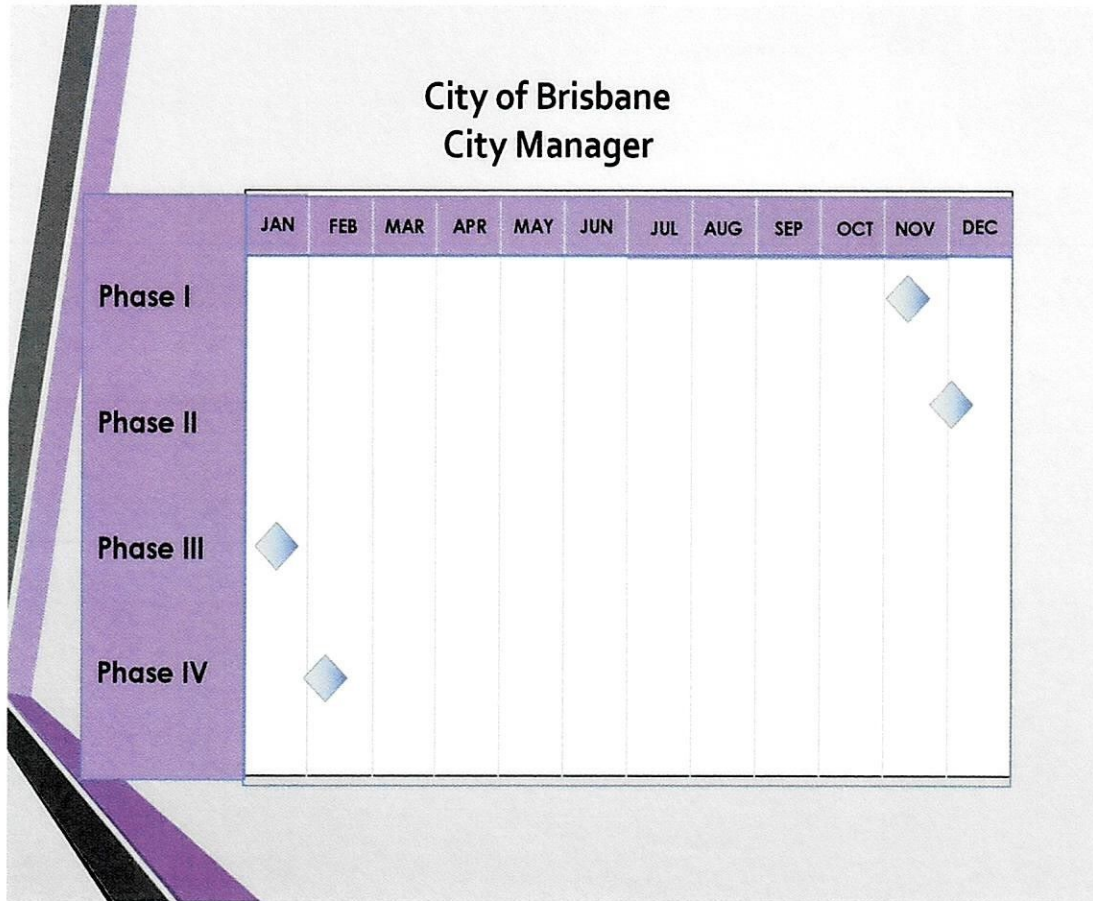 City of Brisbane
City Manager
JAN FEB MAR APR MAY JUN JUL AUG SEP OCT NOV DEC
Phase I
Phase II
Phase III
Phase IV